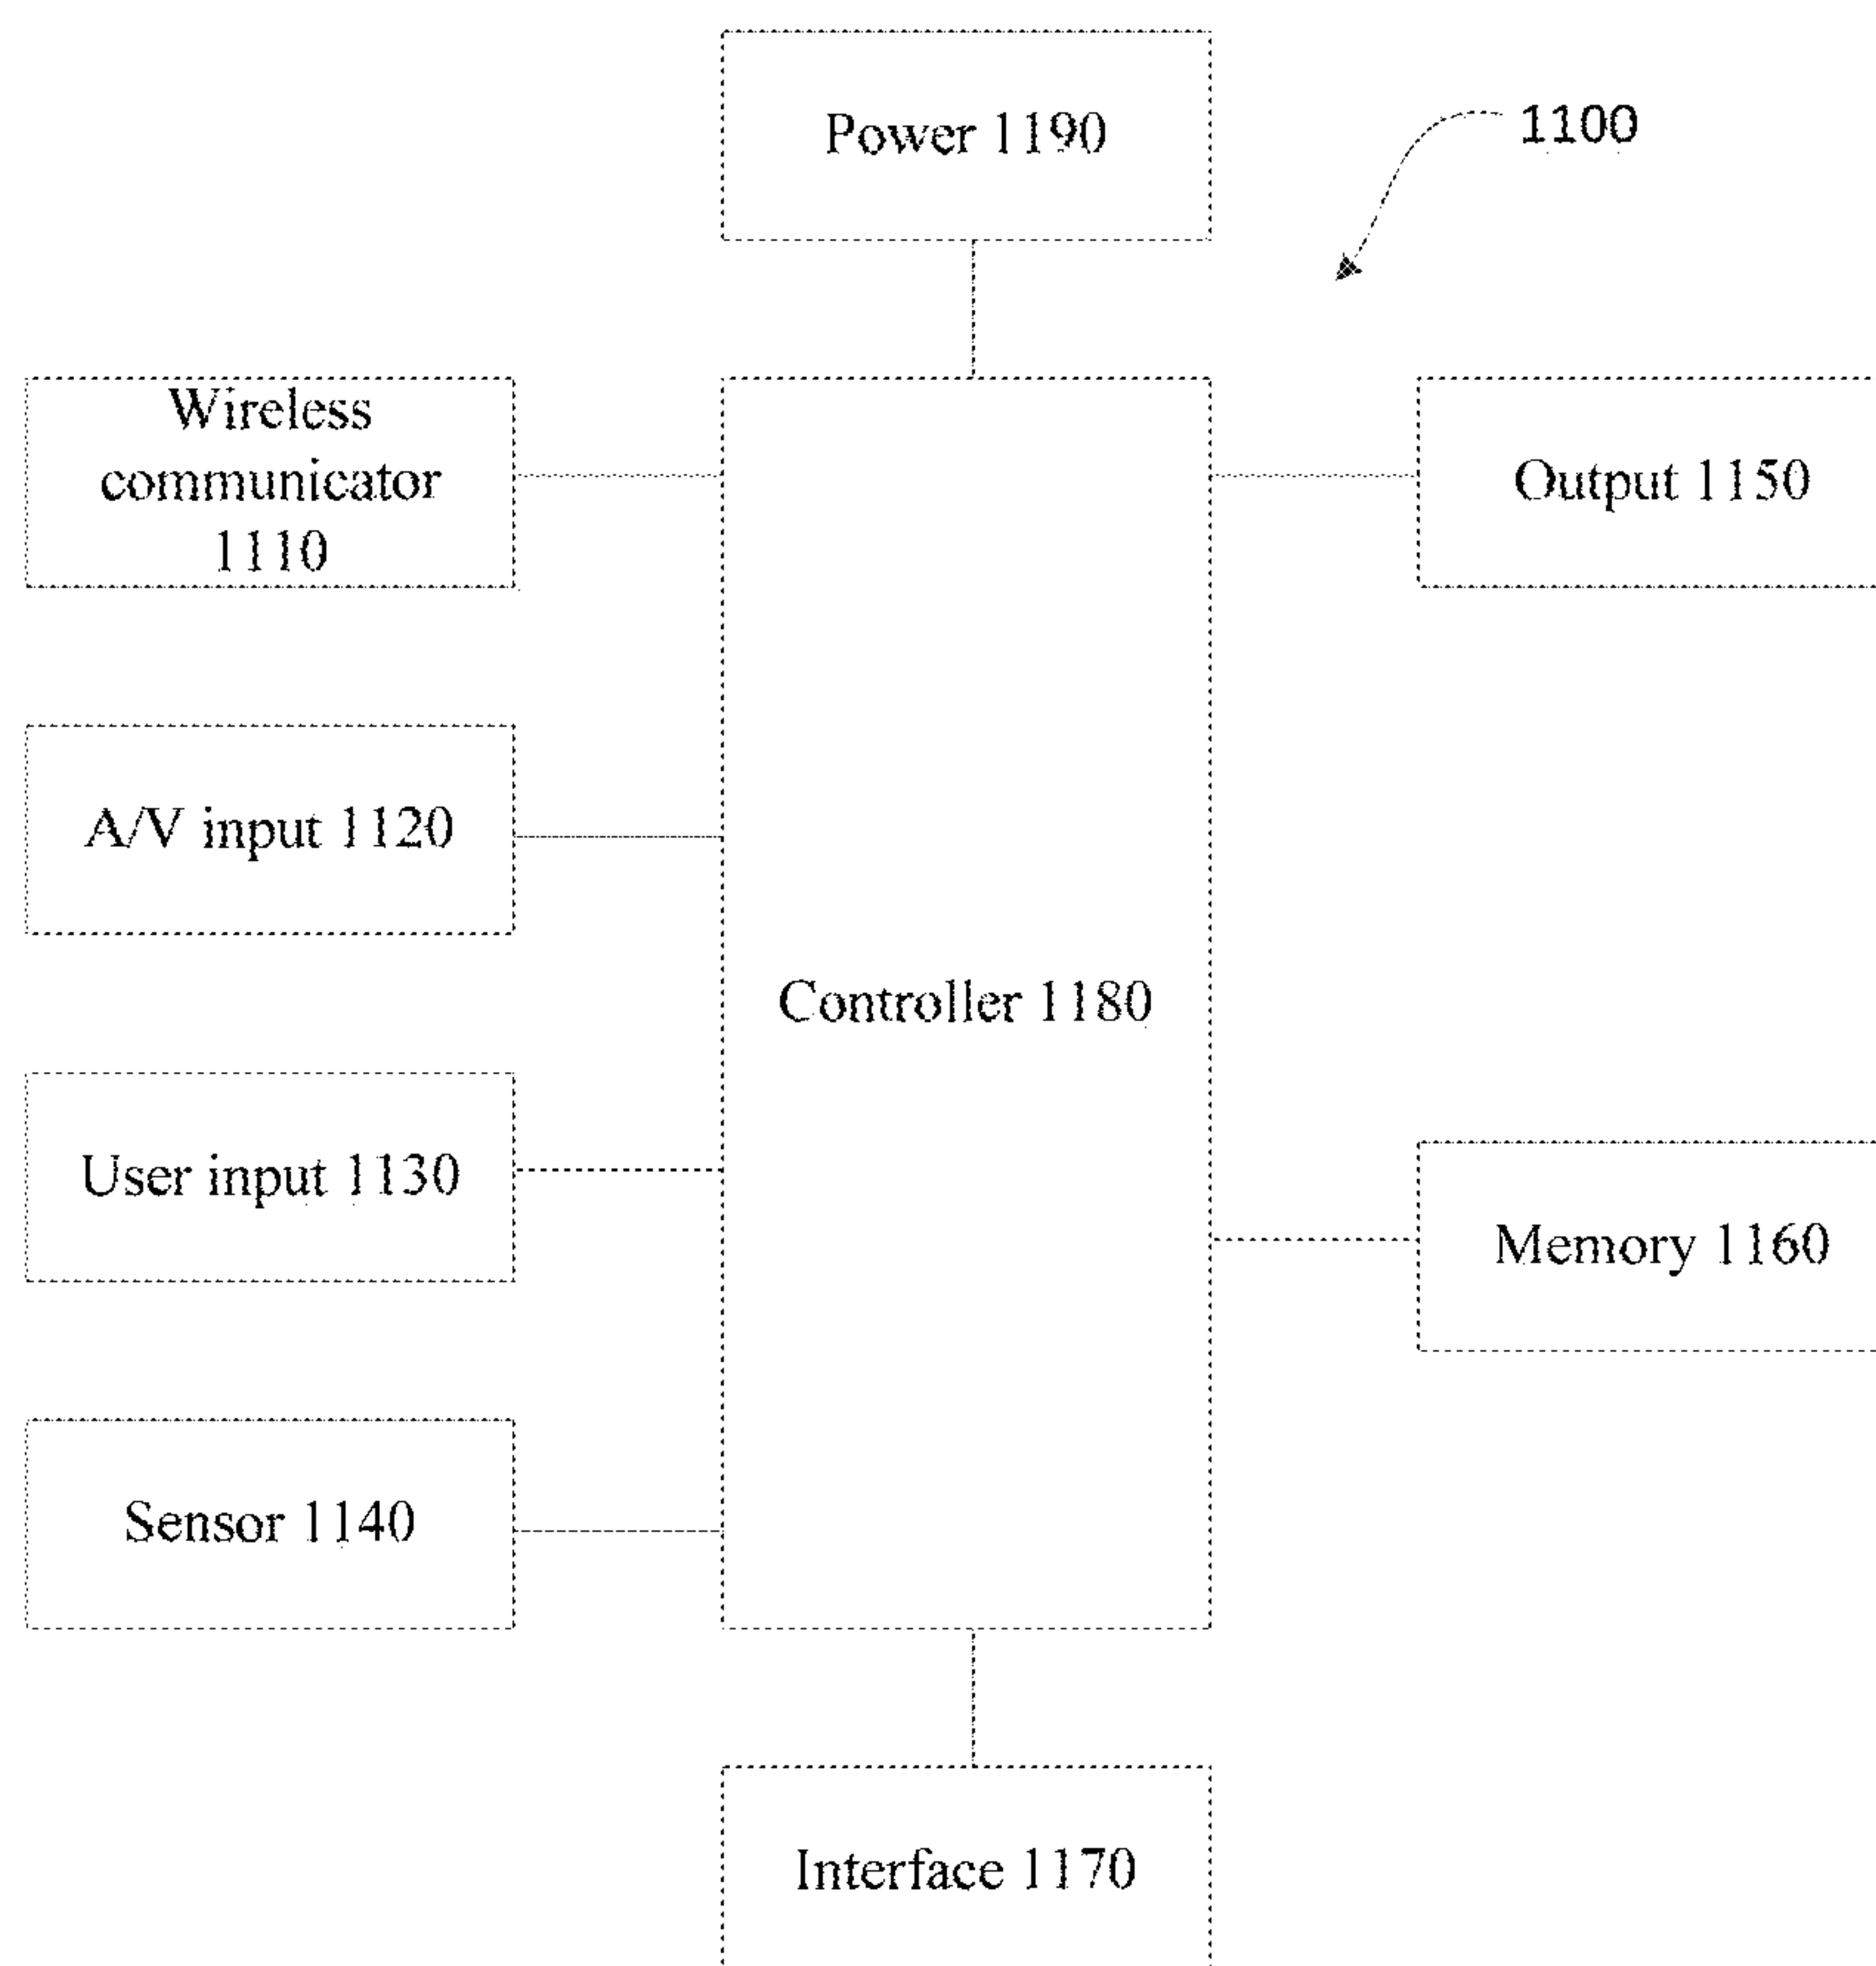 Power 1190
1100
Wireless
communicator
1110
Output 1150
A/V input 1120
Controller 1180
User input 1130
Memory 1160
Sensor 1140
Interface 1170